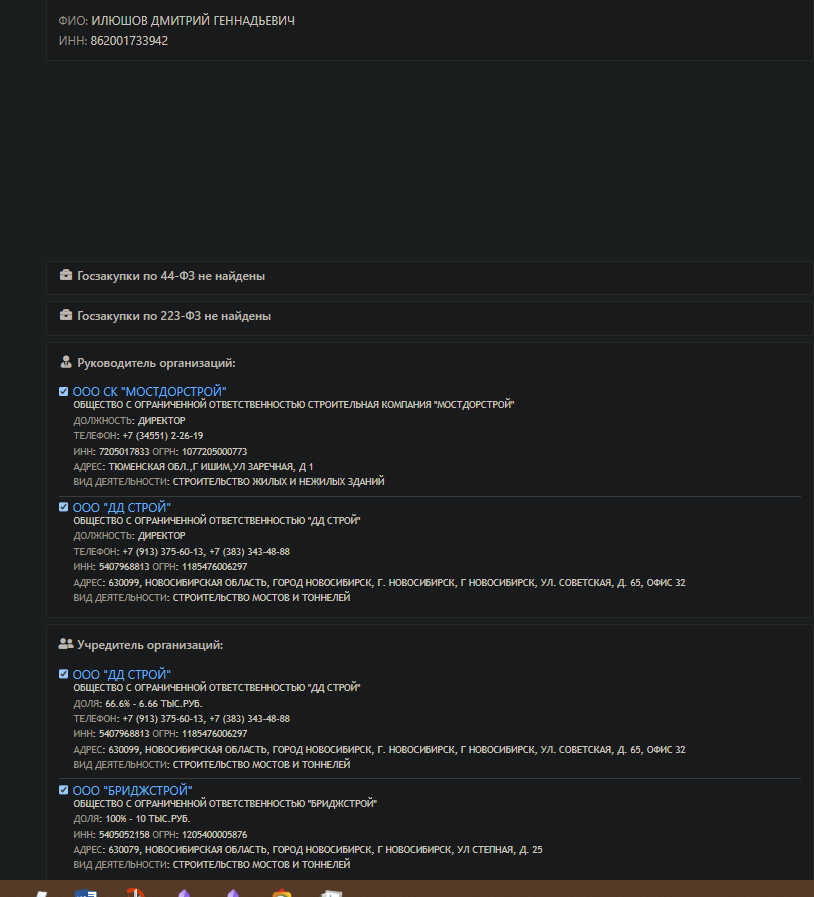 ФИО: ИЛЮШОВ ДМИТРИЙ ГЕННАДЬЕВИЧ
ИНН: 862001733942
Госзакупки по 44-ФЗ не найдены
Госзакупки по 223-ФЗ не найдены
Руководитель организаций:
ООО СК "МОСТДОРСТРОЙ"
ОБЩЕСТВО С ОГРАНИЧЕННОЙ ОТВЕТСТВЕННОСТЬЮ СТРОИТЕЛЬНАЯ КОМПАНИЯ "МОСТДОРСТРОЙ"
ДОЛЖНОСТЬ: ДИРЕКТОР
ТЕЛЕФОН: +7 (34551) 2-26-19
ИНН: 7205017833 ОГРН: 1077205000773
АДРЕС: ТЮМЕНСКАЯ ОБЛ.,Г ИШИМ,УЛ ЗАРЕЧНАЯ, Д 1
ВИД ДЕЯТЕЛЬНОСТИ: СТРОИТЕЛЬСТВО ЖИЛЫХ И НЕЖИЛЫХ ЗДАНИЙ
ООО "ДД СТРОЙ"
ОБЩЕСТВО С ОГРАНИЧЕННОЙ ОТВЕТСТВЕННОСТЬЮ "ДД СТРОЙ"
ДОЛЖНОСТЬ: ДИРЕКТОР
ТЕЛЕФОН: +7 (913) 375-60-13, +7 (383) 343-48-88
ИНН: 5407968813 ОГРН: 1185476006297
АДРЕС: 630099, НОВОСИБИРСКАЯ ОБЛАСТЬ, ГОРОД НОВОСИБИРСК, Г. НОВОСИБИРСК, Г НОВОСИБИРСК, УЛ. СОВЕТСКАЯ, Д. 65, ОФИС 32
ВИД ДЕЯТЕЛЬНОСТИ: СТРОИТЕЛЬСТВО МОСТОВ И ТОННЕЛЕЙ
Учредитель организаций:
ООО "ДД СТРОЙ"
ОБЩЕСТВО С ОГРАНИЧЕННОЙ ОТВЕТСТВЕННОСТЬЮ "ДД СТРОЙ"
ДОЛЯ: 66.6% - 6.66 ТЫС.РУБ.
ТЕЛЕФОН: +7 (913) 375-60-13, +7 (383) 343-48-88
ИНН: 5407968813 ОГРН: 1185476006297
АДРЕС: 630099, НОВОСИБИРСКАЯ ОБЛАСТЬ, ГОРОД НОВОСИБИРСК, Г. НОВОСИБИРСК, Г НОВОСИБИРСК, УЛ. СОВЕТСКАЯ, Д. 65, ОФИС 32
ВИД ДЕЯТЕЛЬНОСТИ: СТРОИТЕЛЬСТВО МОСТОВ И ТОННЕЛЕЙ
ООО "БРИДЖСТРОЙ"
ОБЩЕСТВО С ОГРАНИЧЕННОЙ ОТВЕТСТВЕННОСТЬЮ "БРИДЖСТРОЙ"
ДОЛЯ: 100% - 10 ТЫС.РУБ.
ИНН: 5405052158 ОГРН: 1205400005876
АДРЕС: 630079, НОВОСИБИРСКАЯ ОБЛАСТЬ, ГОРОД НОВОСИБИРСК, Г НОВОСИБИРСК, УЛ СТЕПНАЯ, Д. 25
ВИД ДЕЯТЕЛЬНОСТИ: СТРОИТЕЛЬСТВО МОСТОВ И ТОННЕЛЕЙ